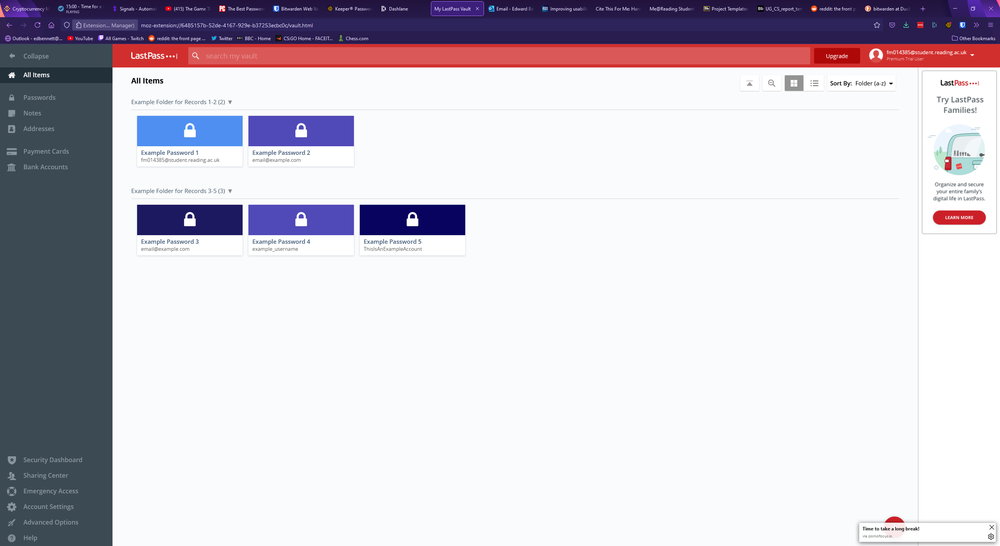 Cryptocurrency M
15:00 - Time for a
PLAYING
Signals - Automat
(415) The Game Th
The Best Passwor
Bitwarden Web Va
Keeper® Passwor
Dashlane
My LastPass Vault
Email - Edward Be
Improving usabilit
Cite This For Me: Harv
Me@Reading Student
Project Templates
UG_CS_report_tem
reddit: the front p
bitwarden at Duck
Extension... Manager)
moz-extension://6485157b-52de-4167-929e-b37253ecbc0c/vault.html
Outlook - edbennett@...
YouTube
All Games - Twitch
reddit: the front page ...
Twitter
BBC - Home
CS:GO Home - FACEIT...
Chess.com
Other Bookmarks
Collapse
LastPass
search my vault
Upgrade
fm014385@student.reading.ac.uk
Premium Trial User
All Items
Passwords
Notes
Addresses
Payment Cards
Bank Accounts
Security Dashboard
Sharing Center
Emergency Access
Account Settings
Advanced Options
Help
All Items
Sort By: Folder (a-z)
Example Folder for Records 1-2 (2)
Example Password 1
fm014385@student.reading.ac.uk
Example Password 2
email@example.com
Example Folder for Records 3-5 (3)
Example Password 3
email@example.com
Example Password 4
example_username
Example Password 5
ThisIsAnExampleAccount
LastPass
Try LastPass
Families!
Organize and secure
your entire family's
digital life in LastPass.
LEARN MORE
Time to take a long break!
via pomofocus.io